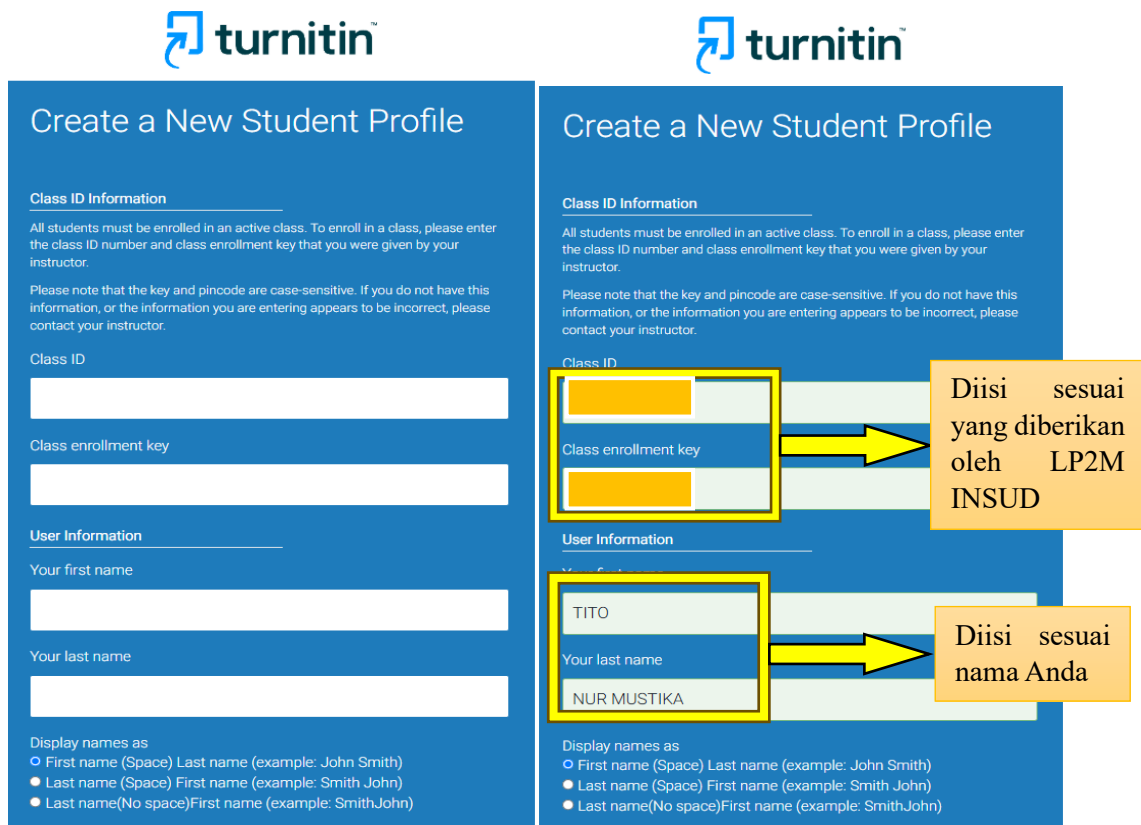 turnitin™
Create a New Student Profile
Class ID Information
All students must be enrolled in an active class. To enroll in a class, please enter
the class ID number and class enrollment key that you were given by your
instructor.
Please note that the key and pincode are case-sensitive. If you do not have this
information, or the information you are entering appears to be incorrect, please
contact your instructor.
Class ID
Class enrollment key
User Information
Your first name
Your last name
Display names as
First name (Space) Last name (example: John Smith)
Last name (Space) First name (example: Smith John)
Last name(No space)First name (example: SmithJohn)
turnitin™
Create a New Student Profile
Class ID Information
All students must be enrolled in an active class. To enroll in a class, please enter
the class ID number and class enrollment key that you were given by your
instructor.
Please note that the key and pincode are case-sensitive. If you do not have this
information, or the information you are entering appears to be incorrect, please
contact your instructor.
Class ID
Class enrollment key
Diisi sesuai
yang diberikan
oleh LP2M
INSUD
User Information
Your first name
TITO
Your last name
NUR MUSTIKA
Diisi sesuai
nama Anda
Display names as
First name (Space) Last name (example: John Smith)
Last name (Space) First name (example: Smith John)
Last name(No space)First name (example: SmithJohn)